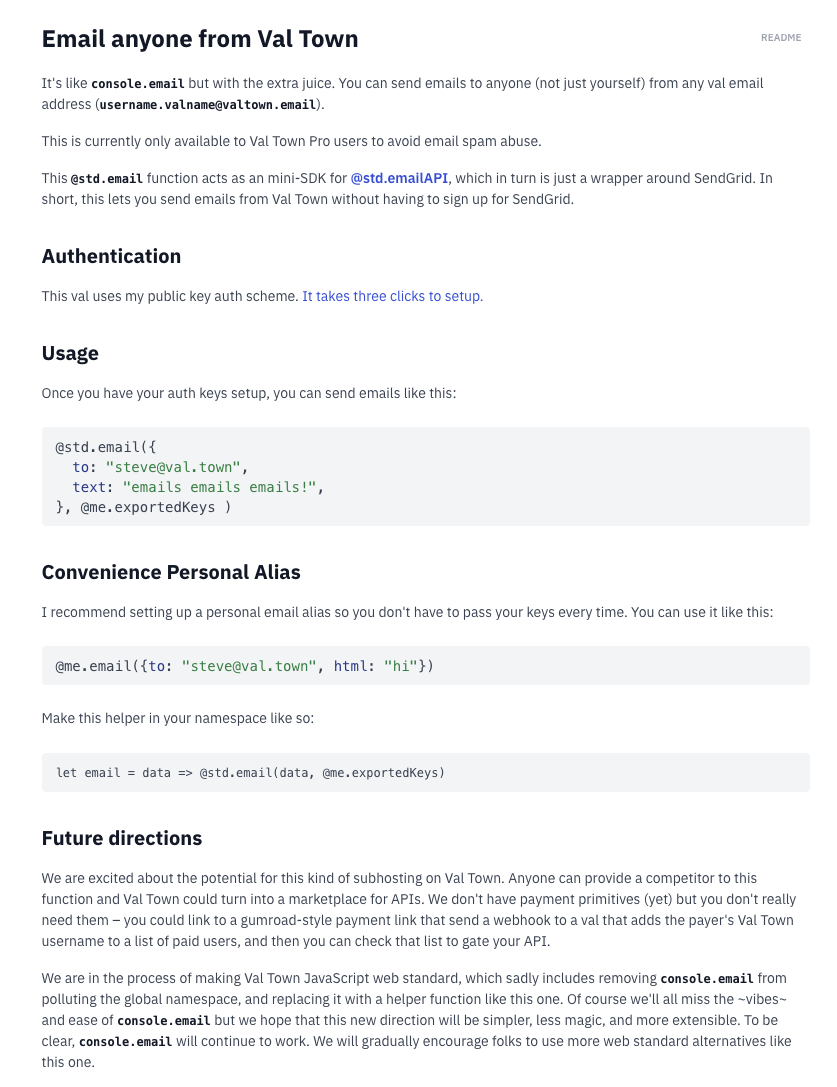 Email anyone from Val Town
README
It's like console.email but with the extra juice. You can send emails to anyone (not just yourself) from any val email
address (username.valname@valtown.email).
This is currently only available to Val Town Pro users to avoid email spam abuse.
This @std.email function acts as an mini-SDK for @std.emailAPI, which in turn is just a wrapper around SendGrid. In
short, this lets you send emails from Val Town without having to sign up for SendGrid.
Authentication
This val uses my public key auth scheme. It takes three clicks to setup.
Usage
Once you have your auth keys setup, you can send emails like this:
@std.email({
  to: "steve@val.town",
  text: "emails emails emails!",
}, @me.exportedKeys )
Convenience Personal Alias
I recommend setting up a personal email alias so you don't have to pass your keys every time. You can use it like this:
@me.email({to: "steve@val.town", html: "hi"})
Make this helper in your namespace like so:
let email = data => @std.email(data, @me.exportedKeys)
Future directions
We are excited about the potential for this kind of subhosting on Val Town. Anyone can provide a competitor to this
function and Val Town could turn into a marketplace for APIs. We don't have payment primitives (yet) but you don't really
need them – you could link to a gumroad-style payment link that send a webhook to a val that adds the payer's Val Town
username to a list of paid users, and then you can check that list to gate your API.
We are in the process of making Val Town JavaScript web standard, which sadly includes removing console.email from
polluting the global namespace, and replacing it with a helper function like this one. Of course we'll all miss the ~vibes~
and ease of console.email but we hope that this new direction will be simpler, less magic, and more extensible. To be
clear, console.email will continue to work. We will gradually encourage folks to use more web standard alternatives like
this one.